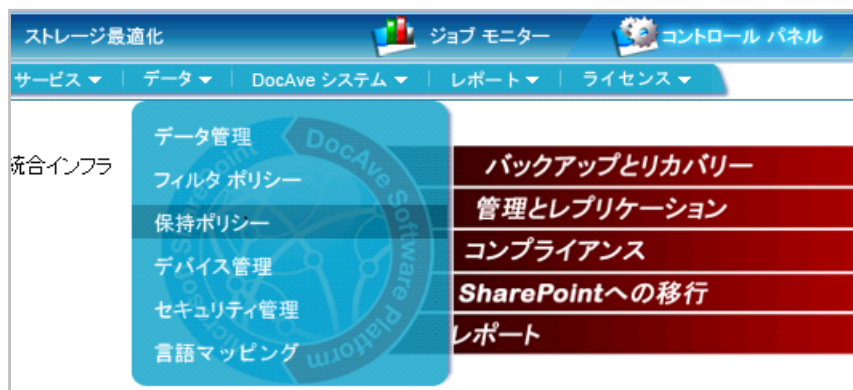 ストレージ最適化 ジョブ モニター コントロール パネル
サービス データ DocAve システム レポート ライセンス
データ管理
統合インフラ
フィルタ ポリシー
保持ポリシー
デバイス管理
セキュリティ管理
言語マッピング
バックアップとリカバリー
管理とレプリケーション
コンプライアンス
SharePointへの移行
レポート
DocAve Software Platform